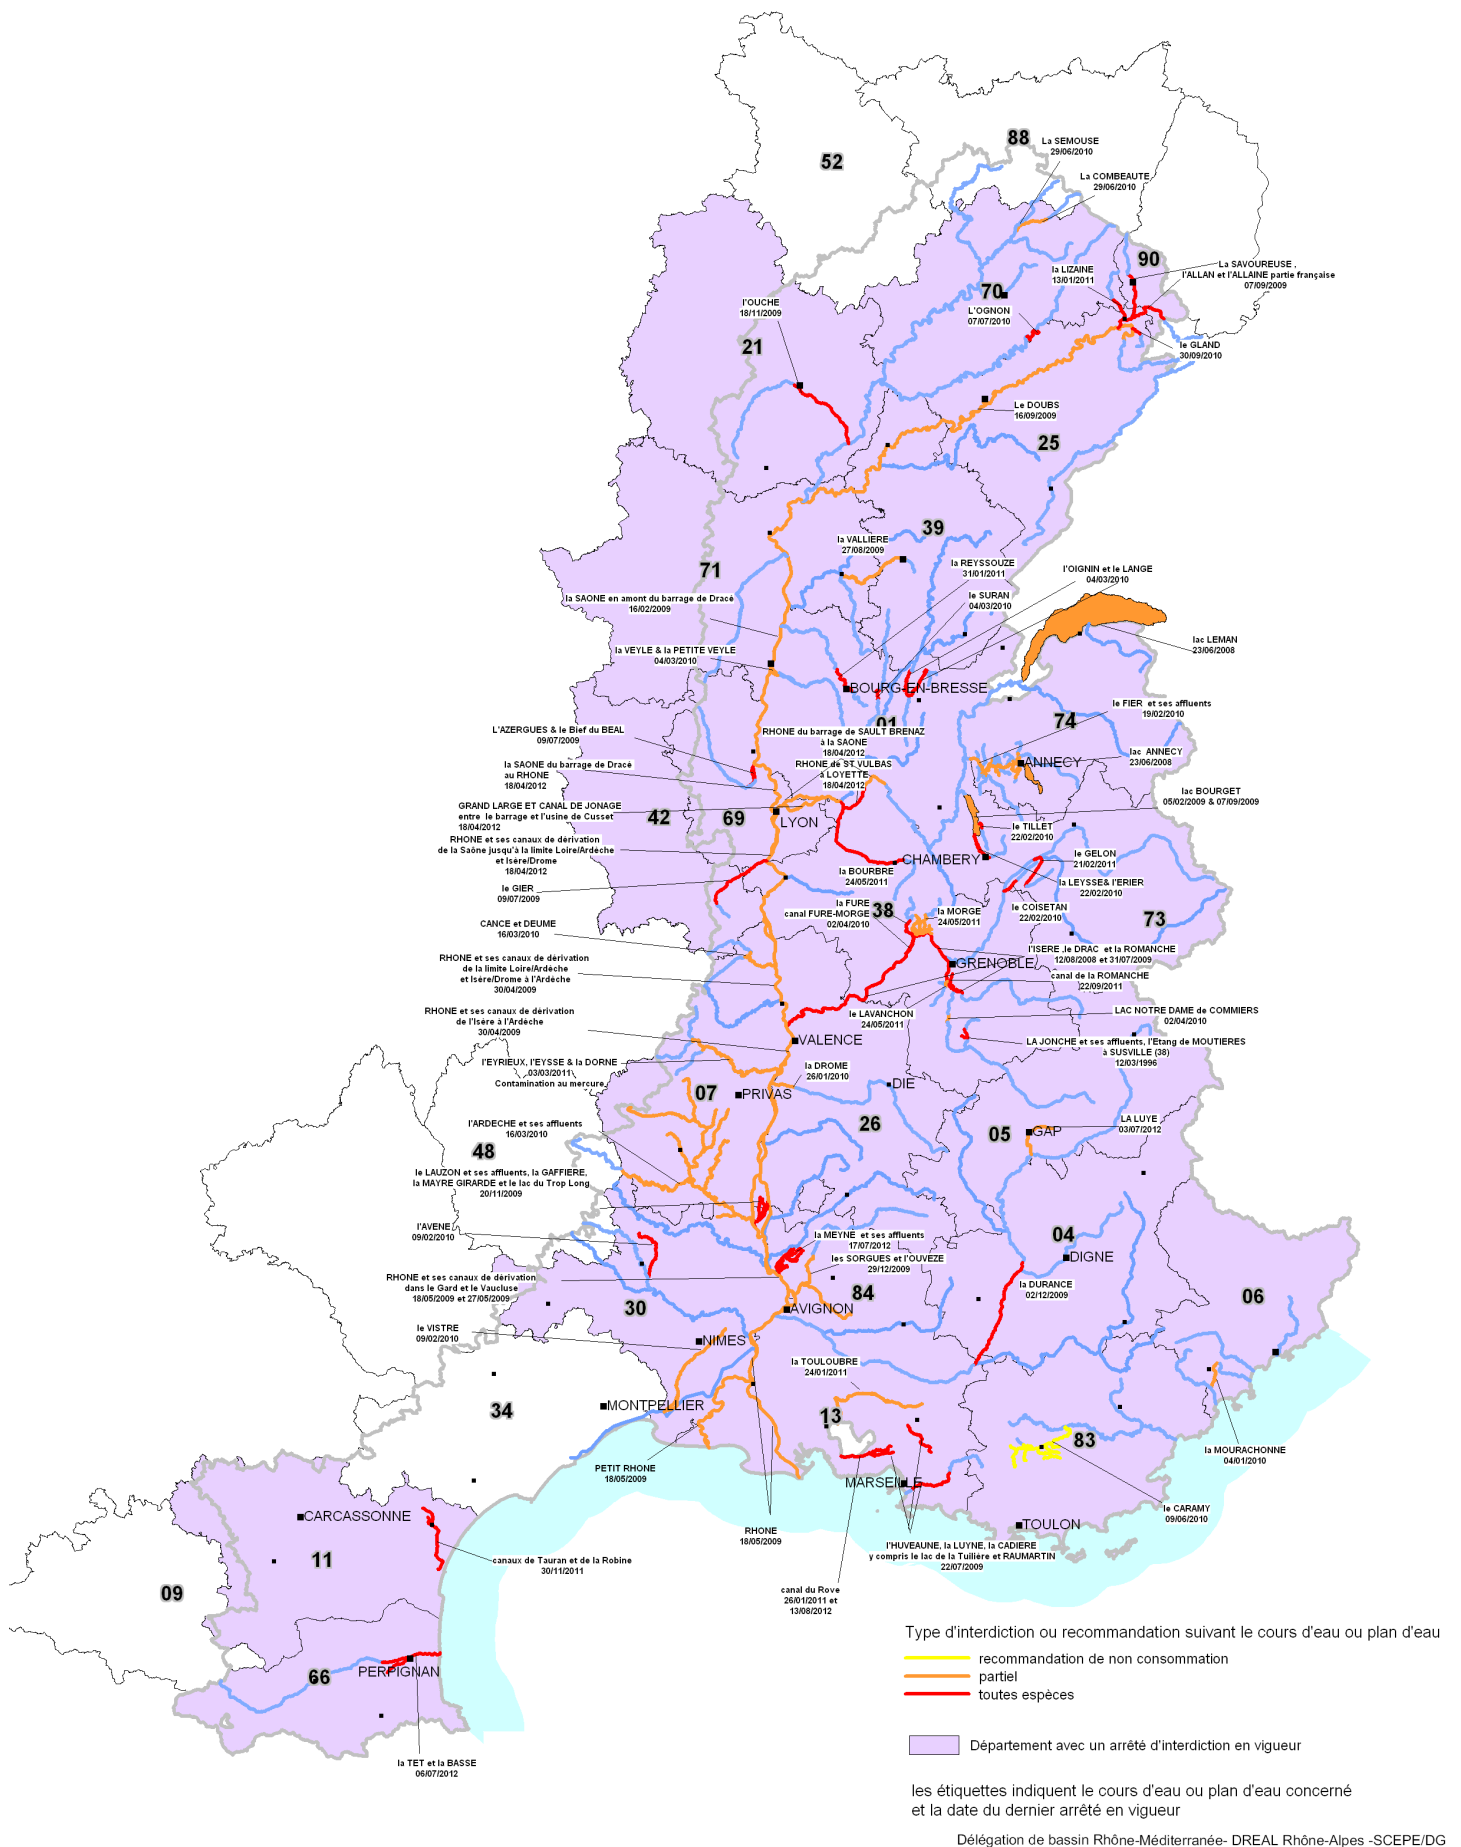 88
La SEMOUSE
29/06/2010
52
La COMBEAUTE
29/06/2010
90
La SAVOUREUSE ,
l'ALLAN et l'ALLAINE partie française
07/09/2009
la LIZAINE
13/01/2011
70
l'OUCHE
18/11/2009
L'OGNON
07/07/2010
21
le GLAND
30/09/2010
Le DOUBS
16/09/2009
25
39
la VALLIERE
27/08/2009
71
la REYSSOUZE
31/01/2011
l'OIGNIN et le LANGE
04/03/2010
la SAONE en amont du barrage de Dracé
16/02/2009
le SURAN
04/03/2010
lac LEMAN
23/06/2008
la VEYLE & la PETITE VEYLE
04/03/2010
BOURG-EN-BRESSE
le FIER et ses affluents
19/02/2010
01
74
L'AZERGUES & le Bief du BEAL
09/07/2009
RHONE du barrage de SAULT BRENAZ
à la SAONE
18/04/2012
lac ANNECY
23/06/2008
ANNECY
la SAONE du barrage de Dracé
au RHONE
18/04/2012
RHONE de ST VULBAS
à LOYETTE
18/04/2012
lac BOURGET
05/02/2009 & 07/09/2009
GRAND LARGE ET CANAL DE JONAGE
entre le barrage et l'usine de Cusset
18/04/2012
42
69
LYON
le TILLET
22/02/2010
RHONE et ses canaux de dérivation
de la Saône jusqu'à la limite Loire/Ardèche
et Isère/Drome
18/04/2012
CHAMBERY
le GELON
21/02/2011
la BOURBRE
24/05/2011
la LEYSSE& l'ERIER
22/02/2010
le GIER
09/07/2009
la FURE
canal FURE-MORGE
02/04/2010
38
la MORGE
24/05/2011
le COISETAN
22/02/2010
73
CANCE et DEUME
16/03/2010
l'ISERE ,le DRAC et la ROMANCHE
12/08/2008 et 31/07/2009
RHONE et ses canaux de dérivation
de la limite Loire/Ardèche
et Isère/Drome à l'Ardèche
30/04/2009
GRENOBLE
canal de la ROMANCHE
22/09/2011
RHONE et ses canaux de dérivation
de l'Isère à l'Ardèche
30/04/2009
le LAVANCHON
24/05/2011
LAC NOTRE DAME de COMMIERS
02/04/2010
VALENCE
LA JONCHE et ses affluents, l'Etang de MOUTIERES
à SUSVILLE (38)
12/03/1996
l'EYRIEUX, l'EYSSE & la DORNE
03/03/2011
Contamination au mercure
la DROME
26/01/2010
DIE
07
PRIVAS
26
l'ARDECHE et ses affluents
16/03/2010
05
GAP
LA LUYE
03/07/2012
48
le LAUZON et ses affluents, la GAFFIERE,
la MAYRE GIRARDE et le lac du Trop Long
20/11/2009
l'AVENE
09/02/2010
la MEYNE et ses affluents
17/07/2012
04
DIGNE
les SORGUES et l'OUVEZE
29/12/2009
RHONE et ses canaux de dérivation
dans le Gard et le Vaucluse
18/05/2009 et 27/05/2009
la DURANCE
02/12/2009
84
06
30
AVIGNON
le VISTRE
09/02/2010
NIMES
la TOULOUBRE
24/01/2011
34
MONTPELLIER
13
83
la MOURACHONNE
04/01/2010
PETIT RHONE
18/05/2009
MARSEILLE
CARCASSONNE
le CARAMY
09/06/2010
TOULON
RHONE
18/05/2009
11
canaux de Tauran et de la Robine
30/11/2011
l'HUVEAUNE, la LUYNE, la CADIERE
y compris le lac de la Tuilière et RAUMARTIN
22/07/2009
09
canal du Rove
26/01/2011 et
13/08/2012
66
PERPIGNAN
la TET et la BASSE
06/07/2012
Type d'interdiction ou recommandation suivant le cours d'eau ou plan d'eau
recommandation de non consommation
partiel
toutes espèces
Département avec un arrêté d'interdiction en vigueur
les étiquettes indiquent le cours d'eau ou plan d'eau concerné
et la date du dernier arrêté en vigueur
Délégation de bassin Rhône-Méditerranée- DREAL Rhône-Alpes -SCEPE/DG